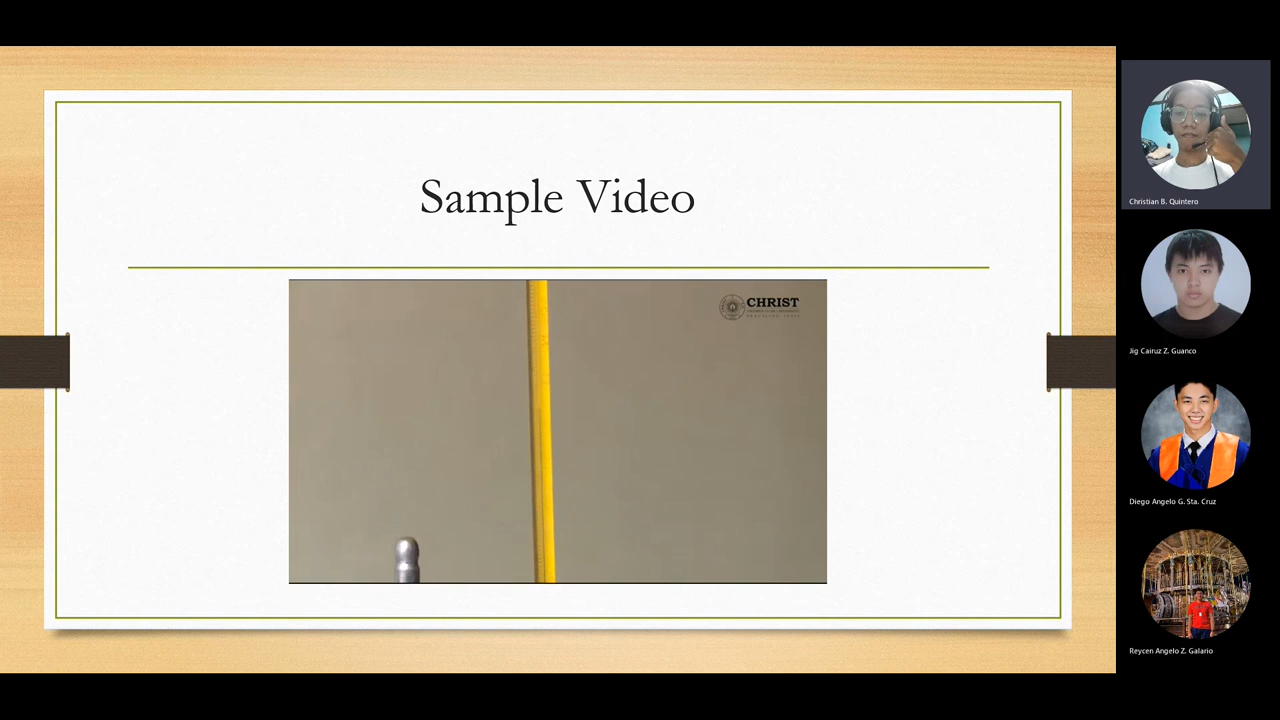 Sample Video
CHRIST
Christian B. Quintero
Jig Cairuz Z. Guanco
Diego Angelo G. Sta. Cruz
Reycen Angelo Z. Galario